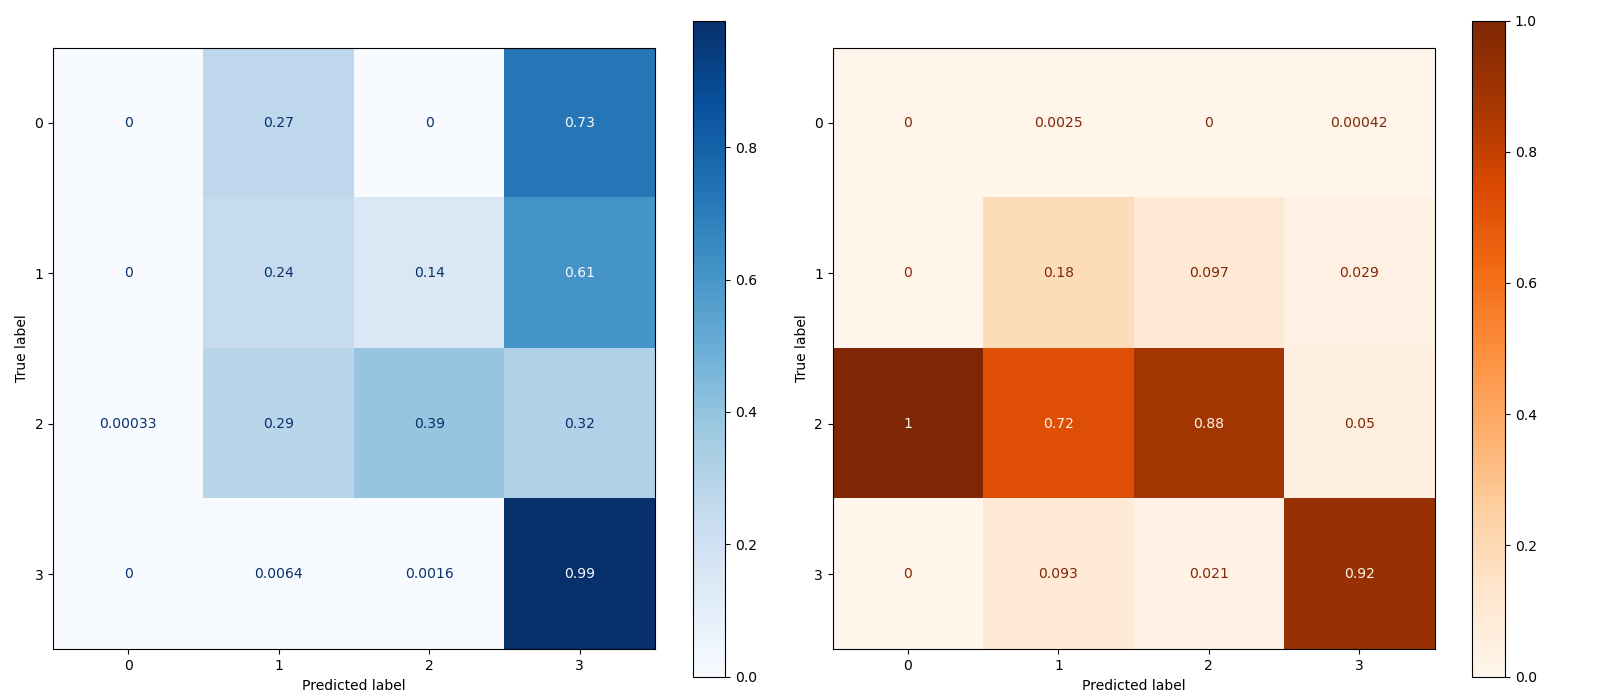 0 0 0.27 0 0.73
1 0 0.24 0.14 0.61
2 0.00033 0.29 0.39 0.32
3 0 0.0064 0.0016 0.99
0 1 2 3
True label
Predicted label
0.8
0.6
0.4
0.2
0.0
0 0 0.0025 0 0.00042
1 0 0.18 0.097 0.029
2 1 0.72 0.88 0.05
3 0 0.093 0.021 0.92
0 1 2 3
True label
Predicted label
1.0
0.8
0.6
0.4
0.2
0.0